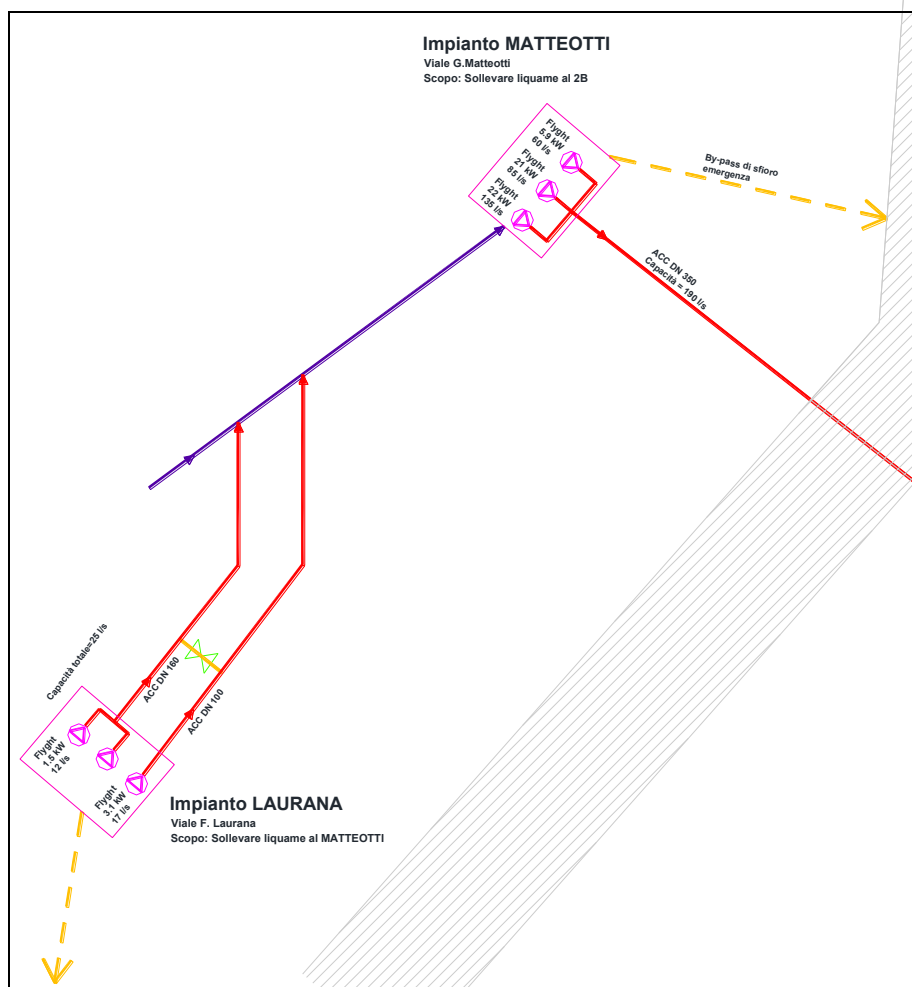 Impianto MATTEOTTI
Viale G.Matteotti
Scopo: Sollevare liquame al 2B
Flyght
5.9 kW
60 l/s
Flyght
21 kW
85 l/s
Flyght
22 kW
135 l/s
By-pass di sfioro
emergenza
ACC DN 350
Capacità = 190 l/s
Capacità totale=25 l/s
ACC DN 160
ACC DN 100
Flyght
1.5 kW
12 l/s
Flyght
3.1 kW
17 l/s
Impianto LAURANA
Viale F. Laurana
Scopo: Sollevare liquame al MATTEOTTI